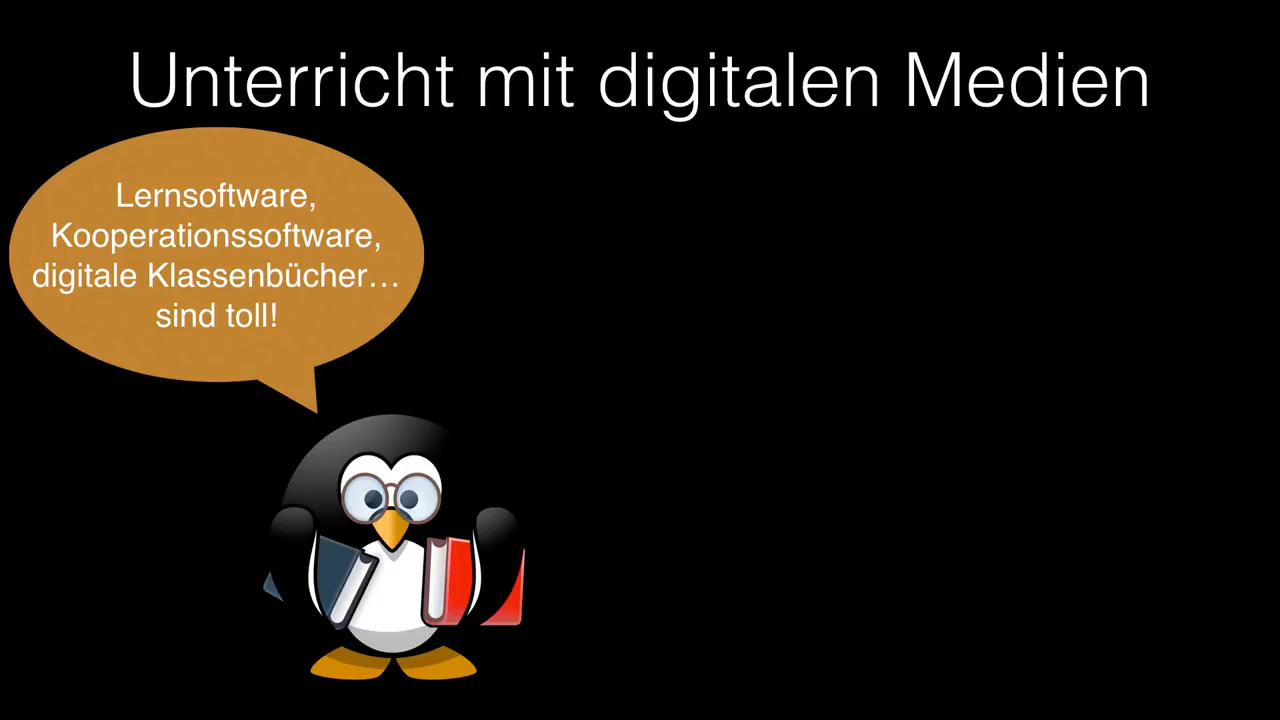 Unterricht mit digitalen Medien
Lernsoftware,
Kooperationssoftware,
digitale Klassenbücher…
sind toll!